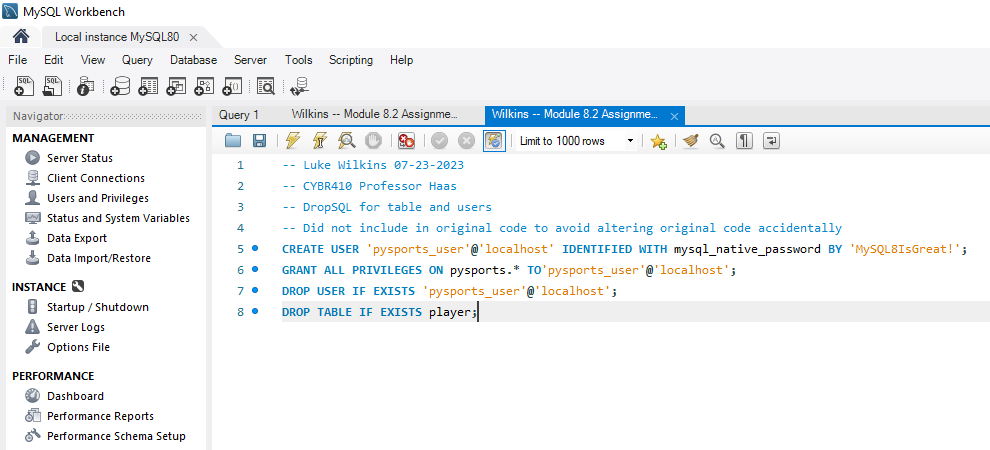 MySQL Workbench
Local instance MySQL80
File Edit View Query Database Server Tools Scripting Help
Navigator
MANAGEMENT
Server Status
Client Connections
Users and Privileges
Status and System Variables
Data Export
Data Import/Restore
INSTANCE
Startup / Shutdown
Server Logs
Options File
PERFORMANCE
Dashboard
Performance Reports
Performance Schema Setup
Query 1 Wilkins -- Module 8.2 Assignme... Wilkins -- Module 8.2 Assignme...
Limit to 1000 rows
1 -- Luke Wilkins 07-23-2023
2 -- CYBR410 Professor Haas
3 -- DropSQL for table and users
4 -- Did not include in original code to avoid altering original code accidentally
5 CREATE USER 'pysports_user'@'localhost' IDENTIFIED WITH mysql_native_password BY 'MySQL8IsGreat!';
6 GRANT ALL PRIVILEGES ON pysports.* TO'pysports_user'@'localhost';
7 DROP USER IF EXISTS 'pysports_user'@'localhost';
8 DROP TABLE IF EXISTS player;